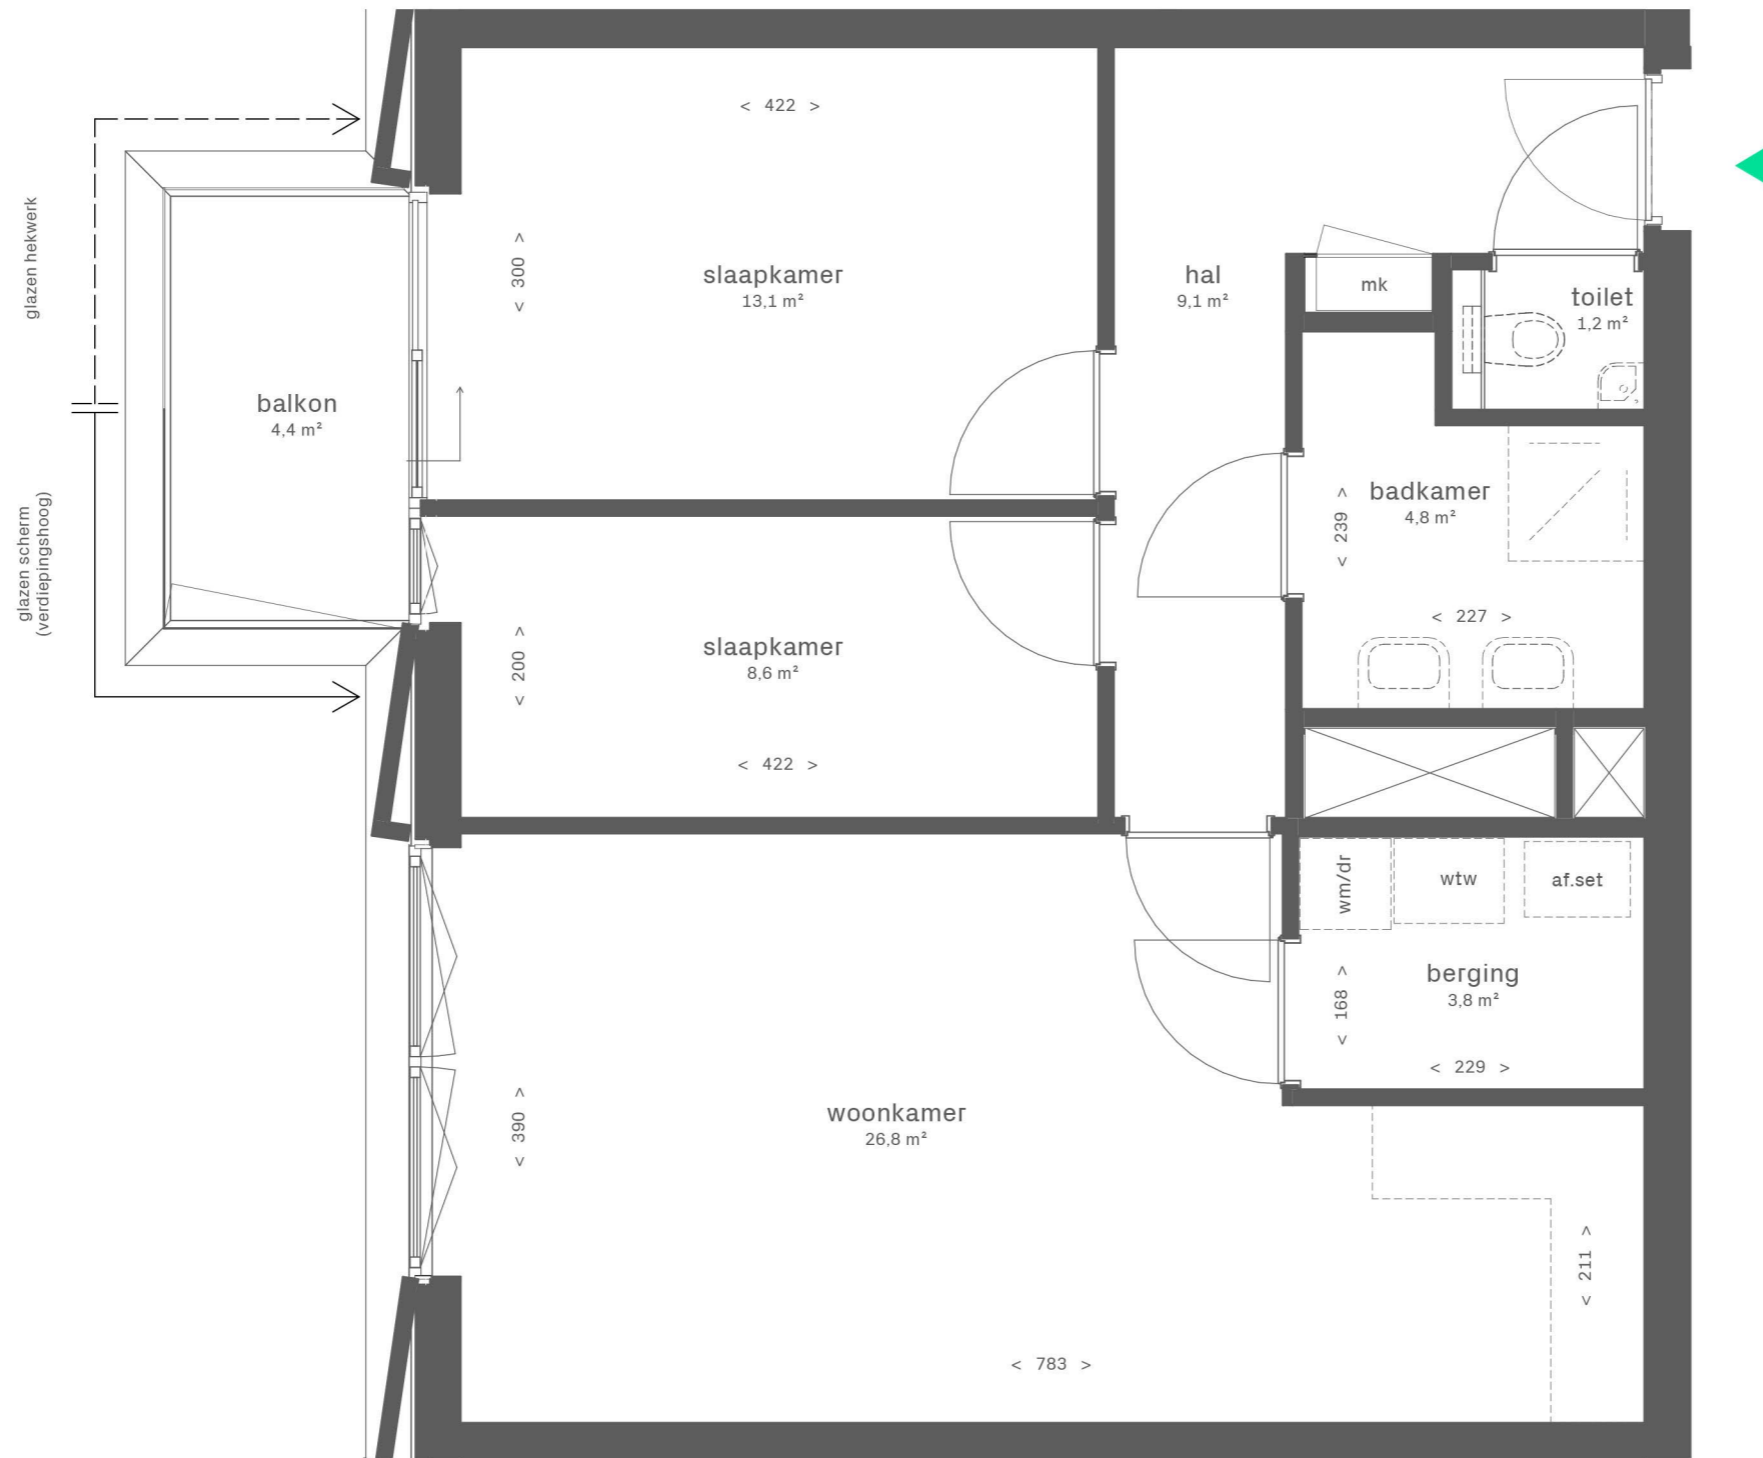 < 422 >
glazen hekwerk
< 300 >
slaapkamer
13,1 m²
hal
9,1 m²
mk
toilet
1,2 m²
balkon
4,4 m²
badkamer
4,8 m²
< 239 >
glazen scherm
(verdiepingshoog)
< 227 >
< 200 >
slaapkamer
8,6 m²
< 422 >
wm/dr
wtw
af.set
berging
3,8 m²
< 168 >
< 229 >
< 390 >
woonkamer
26,8 m²
< 211 >
< 783 >